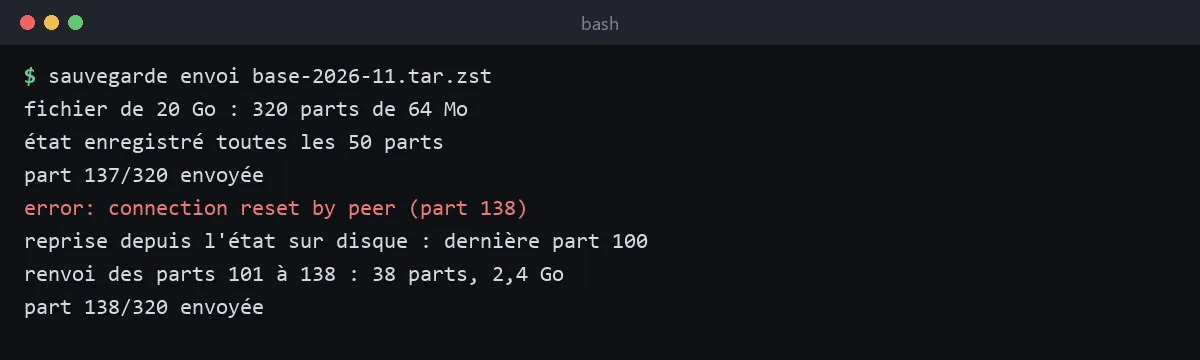 bash
$ sauvegarde envoi base-2026-11.tar.zst
fichier de 20 Go : 320 parts de 64 Mo
état enregistré toutes les 50 parts
part 137/320 envoyée
error: connection reset by peer (part 138)
reprise depuis l'état sur disque : dernière part 100
renvoi des parts 101 à 138 : 38 parts, 2,4 Go
part 138/320 envoyée